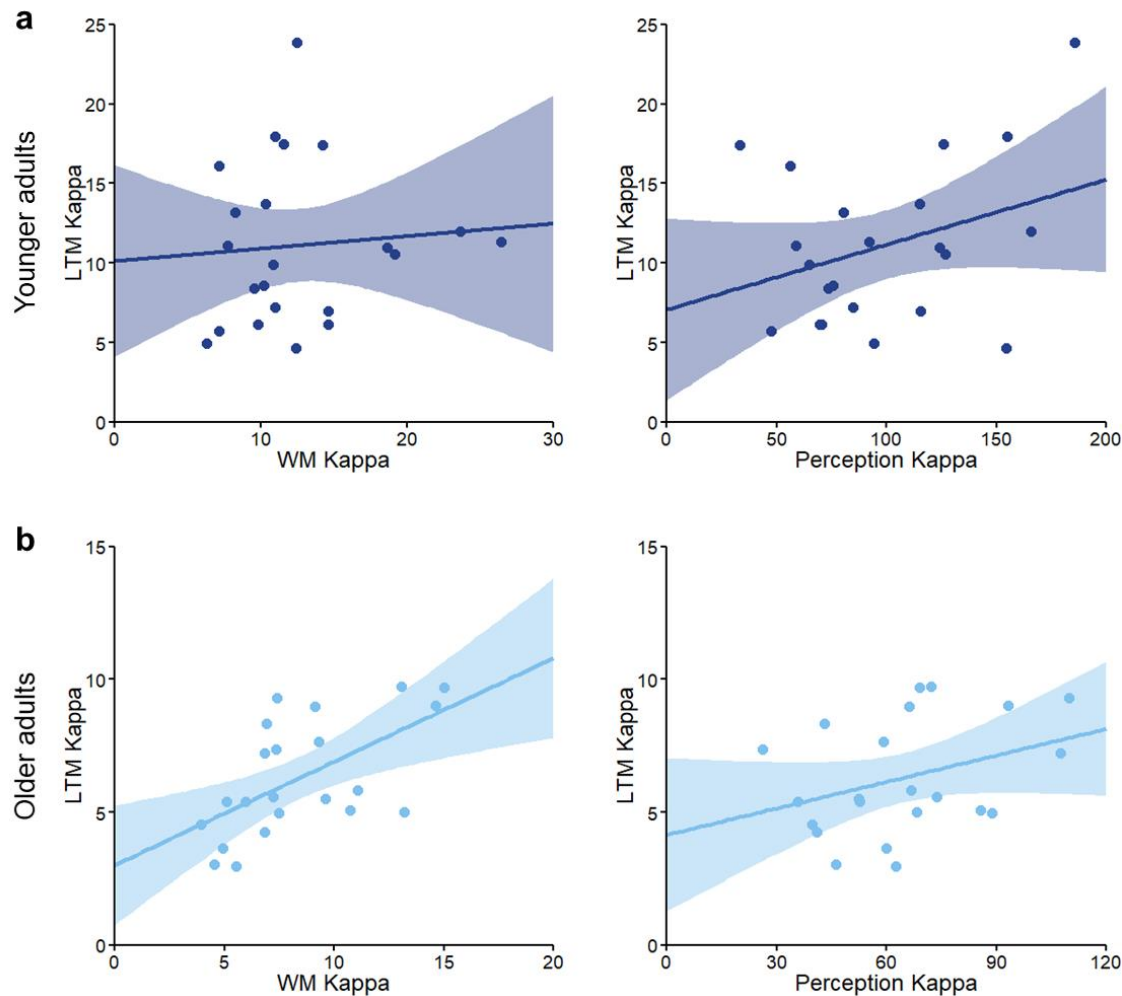 a
Younger adults
25
20
15
10
5
0
LTM Kappa
0 10 20 30
WM Kappa
25
20
15
10
5
0
LTM Kappa
0 50 100 150 200
Perception Kappa
b
Older adults
15
10
5
0
LTM Kappa
0 5 10 15 20
WM Kappa
15
10
5
0
LTM Kappa
0 30 60 90 120
Perception Kappa